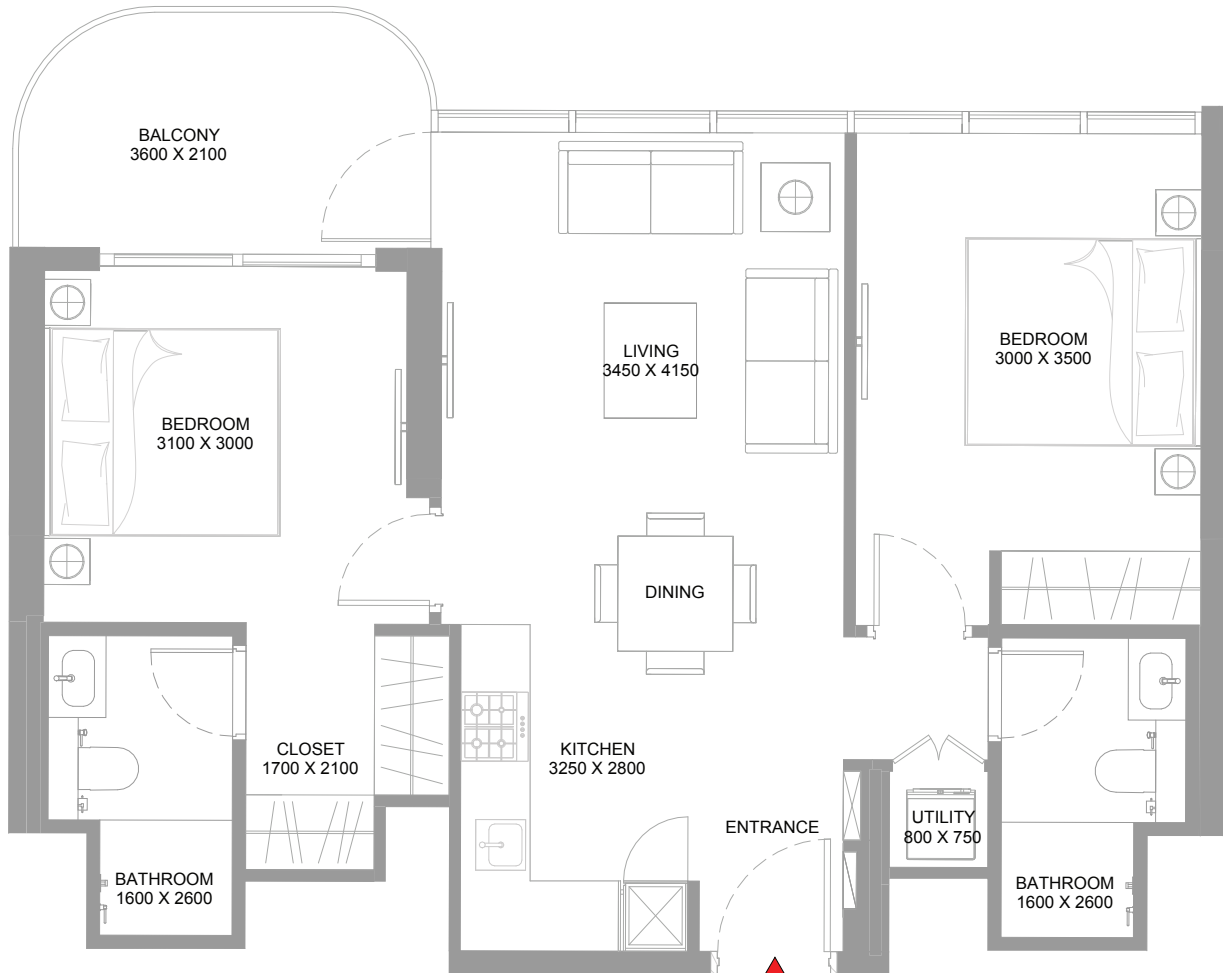 BALCONY
3600 X 2100
LIVING
3450 X 4150
BEDROOM
3000 X 3500
BEDROOM
3100 X 3000
DINING
CLOSET
1700 X 2100
KITCHEN
3250 X 2800
ENTRANCE
UTILITY
800 X 750
BATHROOM
1600 X 2600
BATHROOM
1600 X 2600